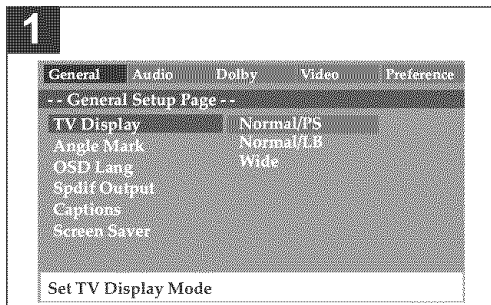 1
General Audio Dolby Video Preference
- - General Setup Page - -
TV Display Normal/PS
Angle Mark Normal/LB
OSD Lang Wide
Spdif Output
Captions
Screen Saver
Set TV Display Mode